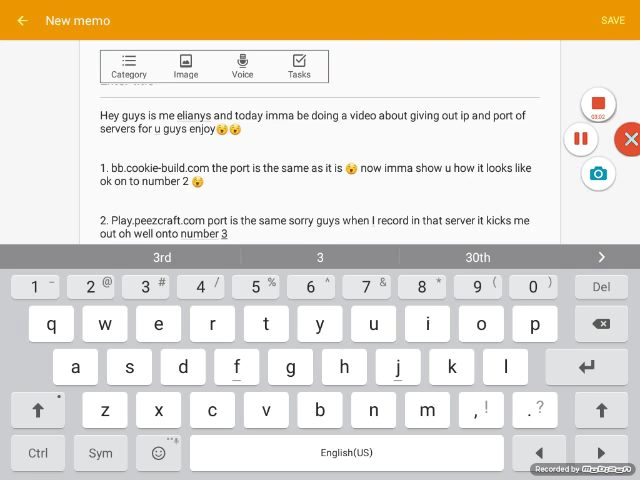 New memo
SAVE
Category Image Voice Tasks
Hey guys is me elianys and today imma be doing a video about giving out ip and port of
servers for u guys enjoy😯😯
1. bb.cookie-build.com the port is the same as it is 😯 now imma show u how it looks like
ok on to number 2 😯
2. Play.peezcraft.com port is the same sorry guys when I record in that server it kicks me
out oh well onto number 3
03:02
3rd 3 30th
1 - 2 @ 3 # 4 / 5 % 6 ^ 7 & 8 * 9 ( 0 ) Del
q w e r t y u i o p
a s d f g h j k l
z x c v b n m , ! . ?
Ctrl Sym English(US)
Recorded by Mobizen